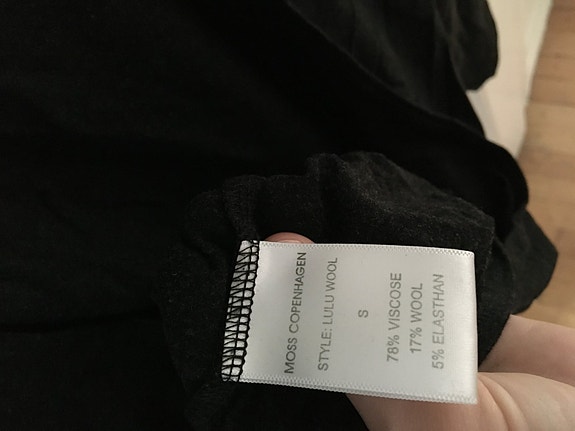 MOSS COPENHAGEN
STYLE: LULU WOOL
S
78% VISCOSE
17% WOOL
5% ELASTHAN